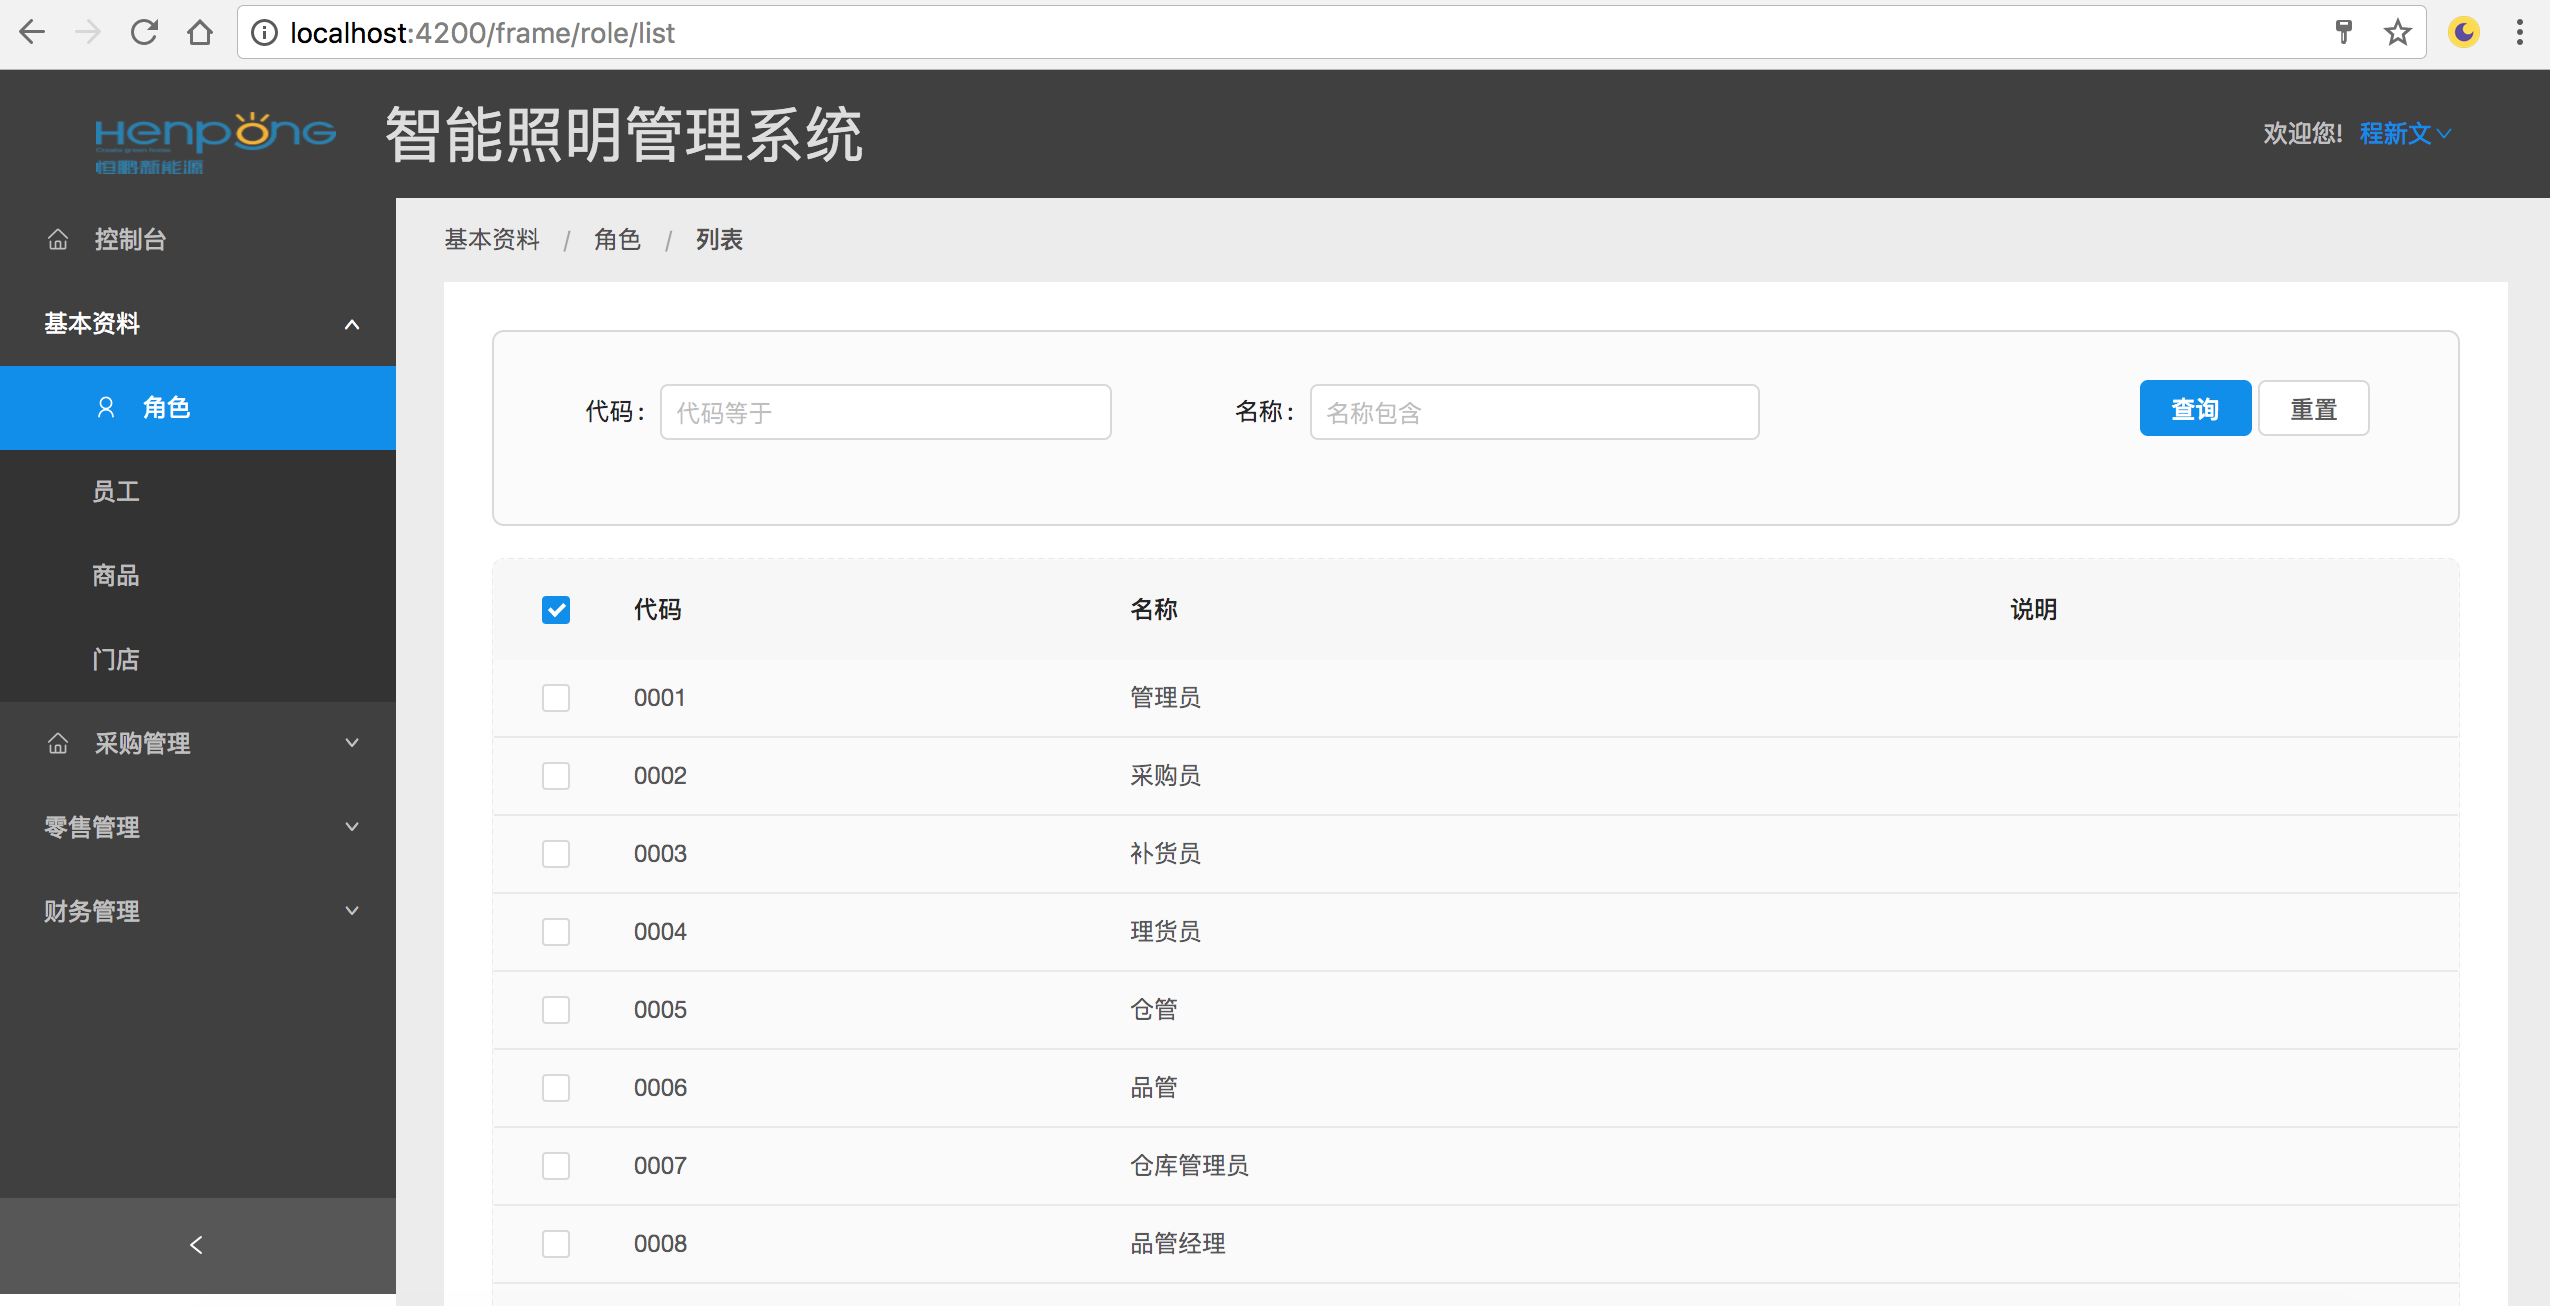 localhost:4200/frame/role/list
Henpong
恒鹏新能源
智能照明管理系统
欢迎您! 程新文
控制台
基本资料
角色
员工
商品
门店
采购管理
零售管理
财务管理
基本资料 / 角色 / 列表
代码: 代码等于 名称: 名称包含 查询 重置
代码 名称 说明
0001 管理员
0002 采购员
0003 补货员
0004 理货员
0005 仓管
0006 品管
0007 仓库管理员
0008 品管经理